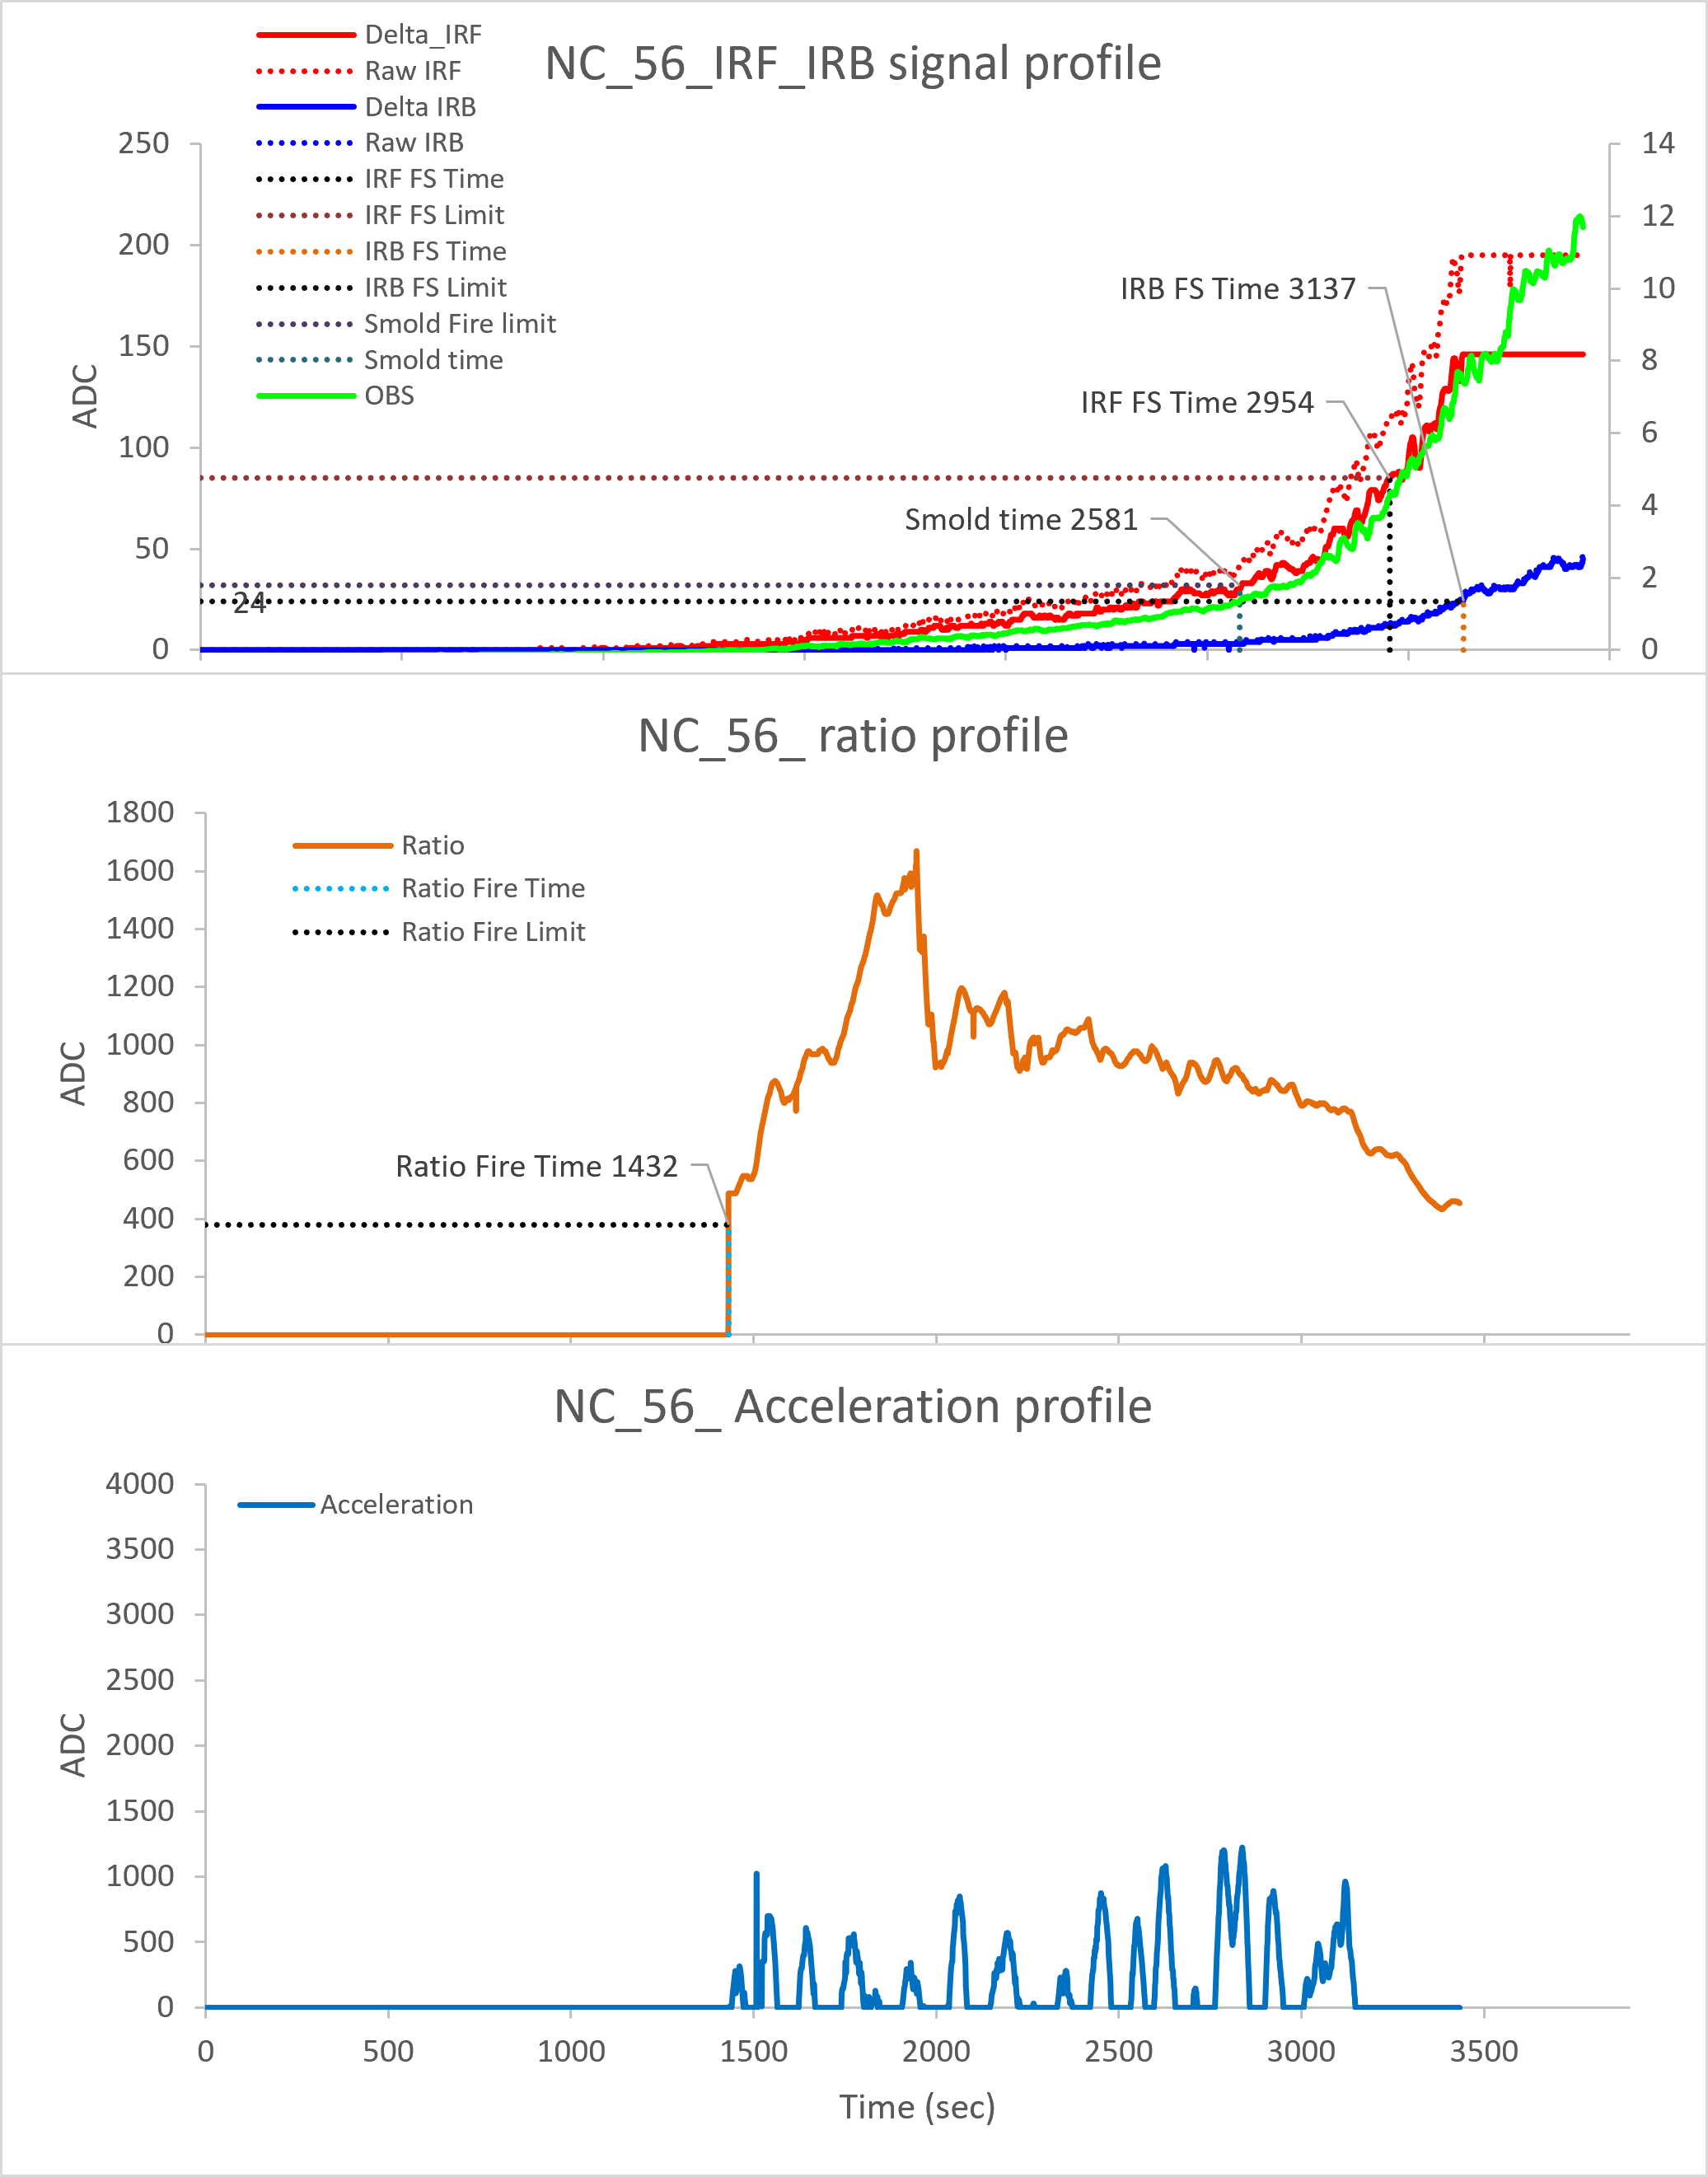 Delta_IRF
NC_56_IRF_IRB signal profile
Raw IRF
Delta IRB
Raw IRB
IRF FS Time
IRF FS Limit
IRB FS Time
IRB FS Limit
Smold Fire limit
Smold time
OBS
250
200
150
100
50
0
ADC
14
12
10
8
6
4
2
0
IRB FS Time 3137
IRF FS Time 2954
Smold time 2581
24
NC_56_ ratio profile
1800
1600
1400
1200
1000
800
600
400
200
0
ADC
Ratio
Ratio Fire Time
Ratio Fire Limit
Ratio Fire Time 1432
NC_56_ Acceleration profile
4000
3500
3000
2500
2000
1500
1000
500
0
ADC
Acceleration
0 500 1000 1500 2000 2500 3000 3500
Time (sec)